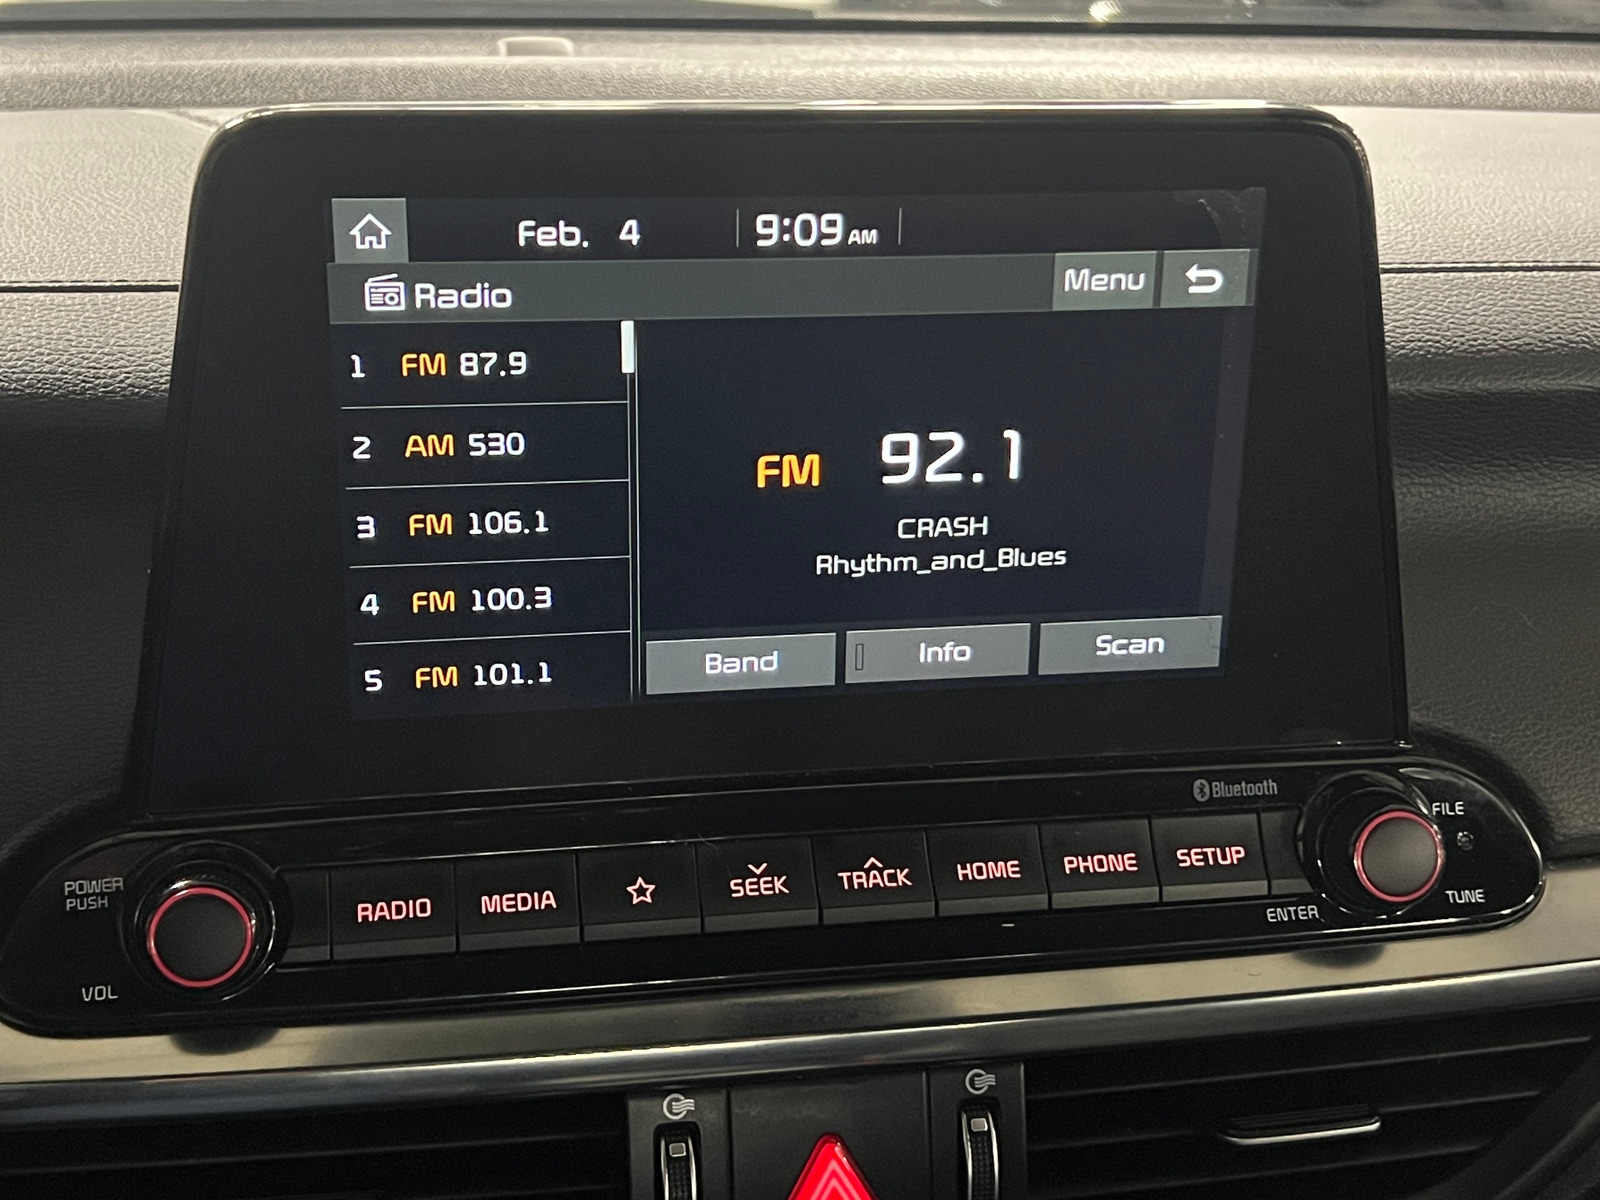 Feb. 4 9:09 AM
Radio Menu
1 FM 87.9
2 AM 530
3 FM 106.1
4 FM 100.3
5 FM 101.1
FM 92.1
CRASH
Rhythm_and_Blues
Band Info Scan
Bluetooth
POWER
PUSH
VOL
RADIO MEDIA SEEK TRACK HOME PHONE SETUP
FILE
TUNE
ENTER